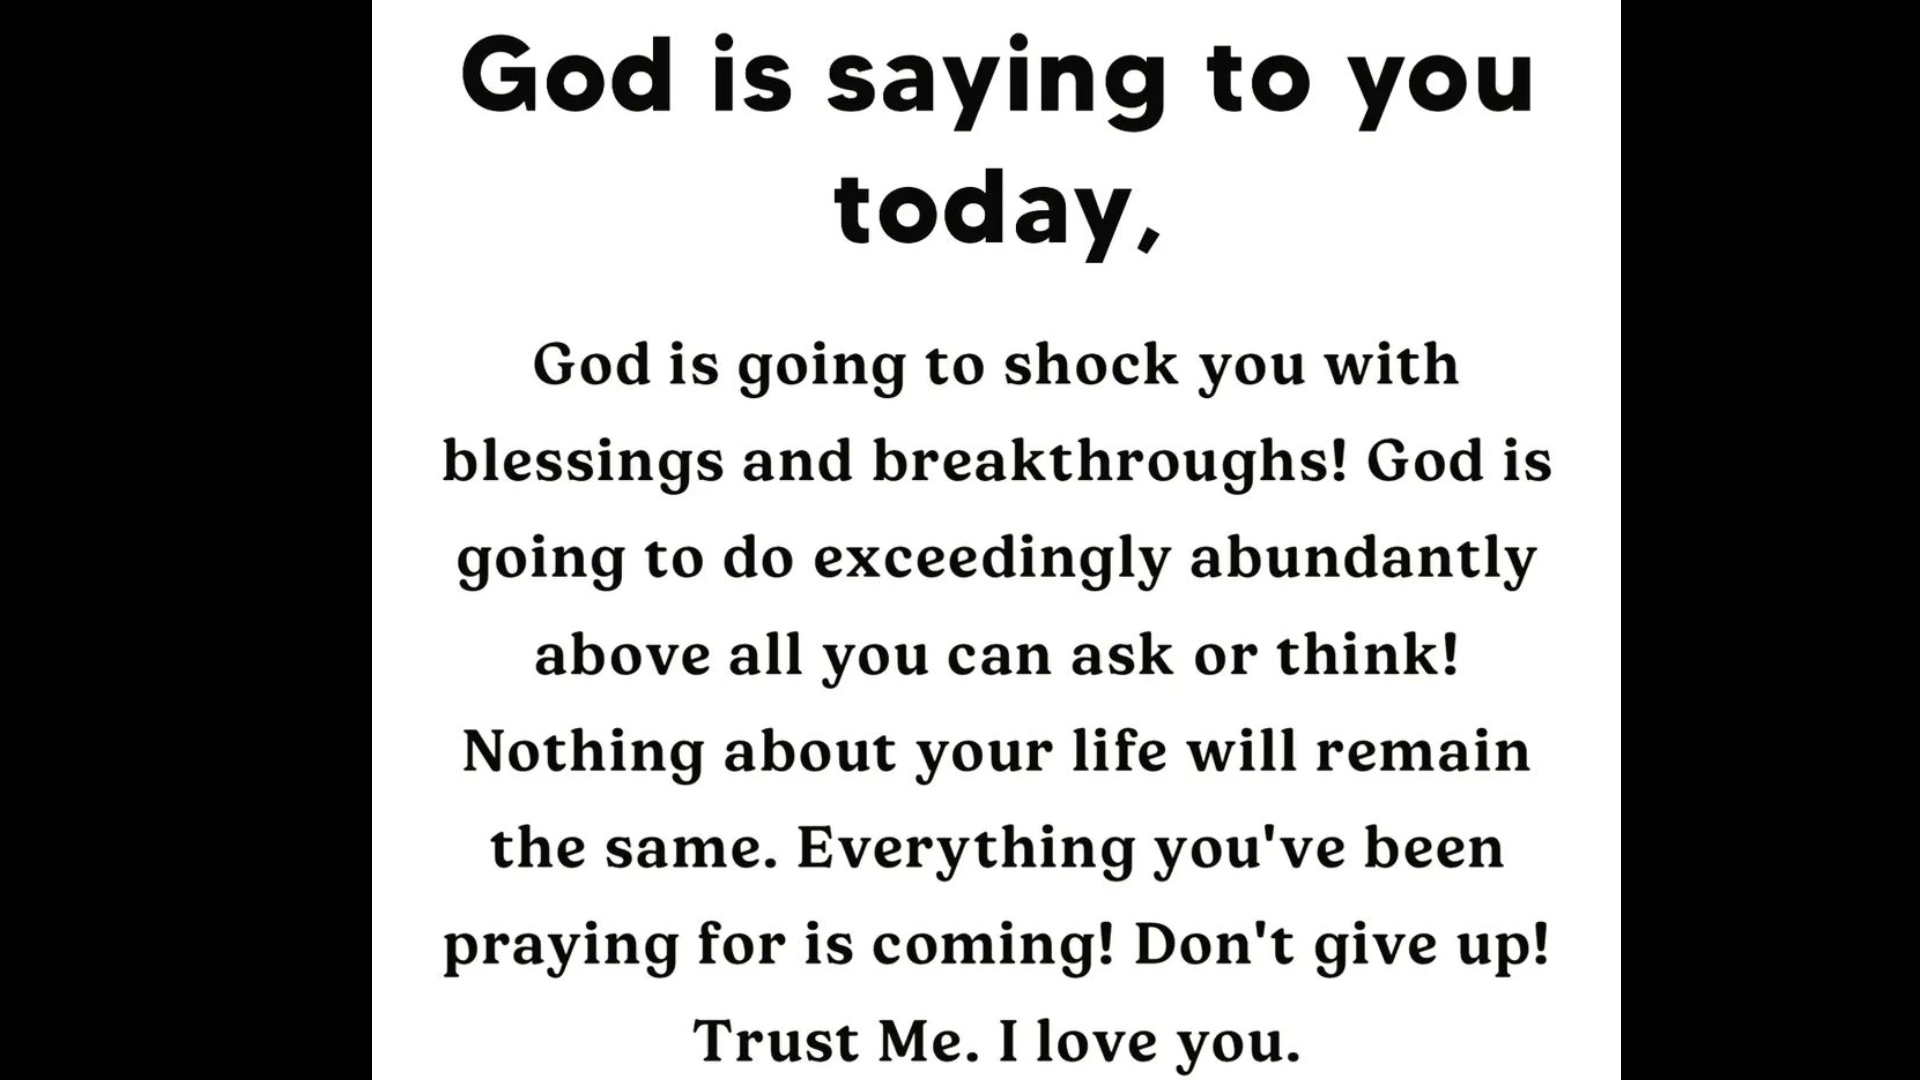 God is saying to you
today,
God is going to shock you with
blessings and breakthroughs! God is
going to do exceedingly abundantly
above all you can ask or think!
Nothing about your life will remain
the same. Everything you've been
praying for is coming! Don't give up!
Trust Me. I love you.